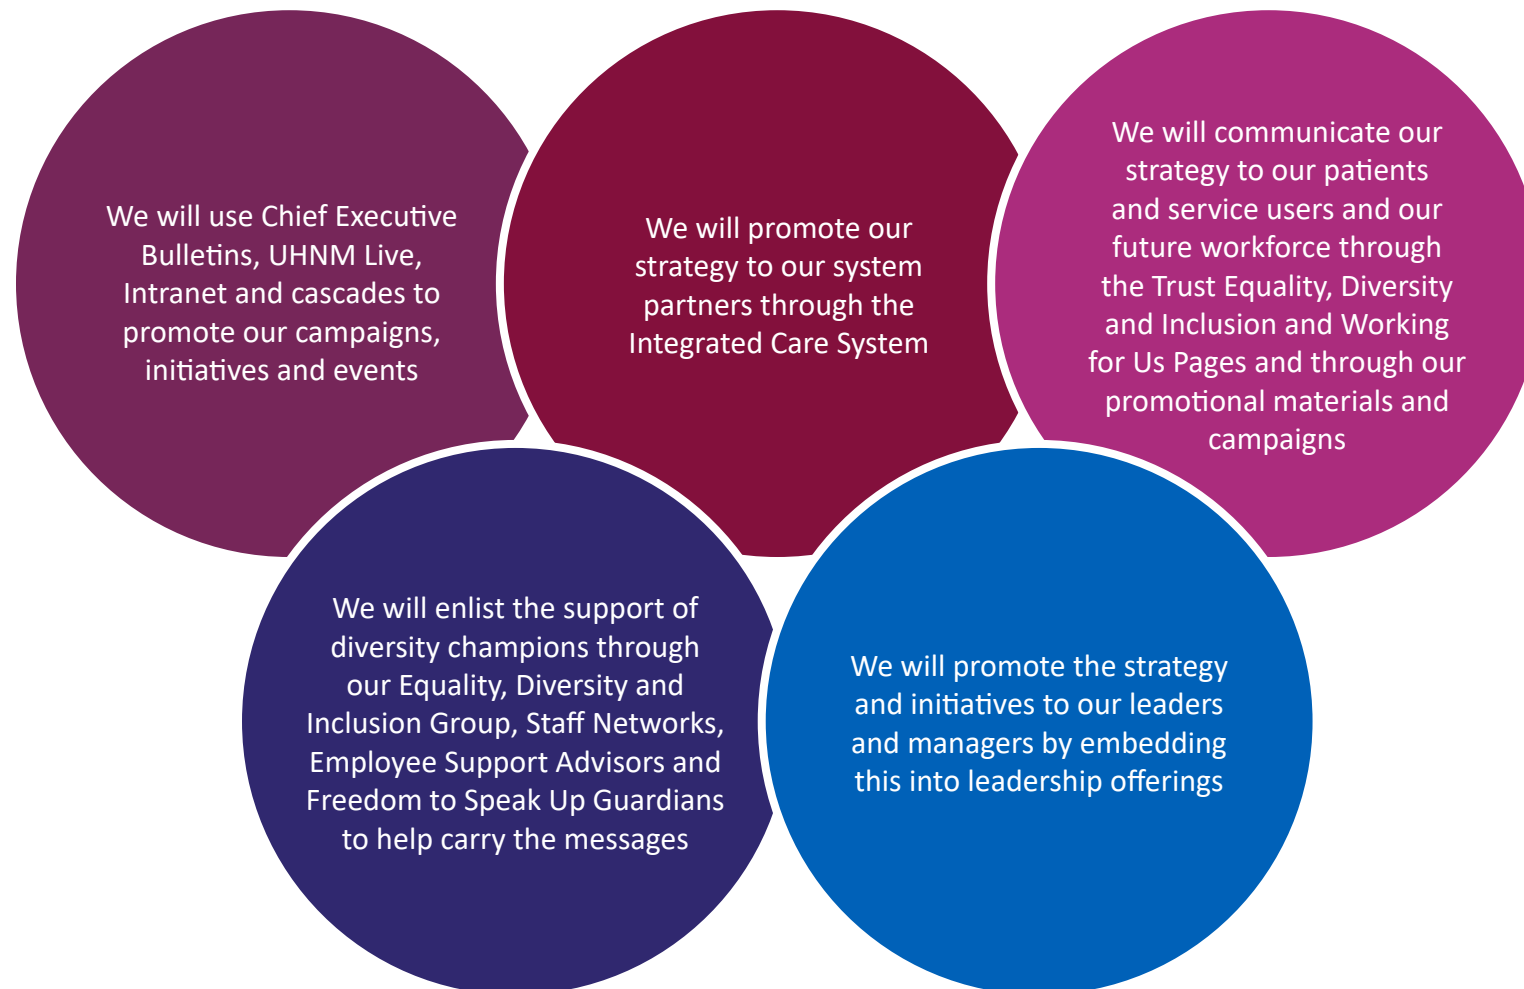 We will use Chief Executive
Bulletins, UHNM Live,
Intranet and cascades to
promote our campaigns,
initiatives and events
We will promote our
strategy to our system
partners through the
Integrated Care System
We will communicate our
strategy to our patients
and service users and our
future workforce through
the Trust Equality, Diversity
and Inclusion and Working
for Us Pages and through our
promotional materials and
campaigns
We will enlist the support of
diversity champions through
our Equality, Diversity and
Inclusion Group, Staff Networks,
Employee Support Advisors and
Freedom to Speak Up Guardians
to help carry the messages
We will promote the strategy
and initiatives to our leaders
and managers by embedding
this into leadership offerings